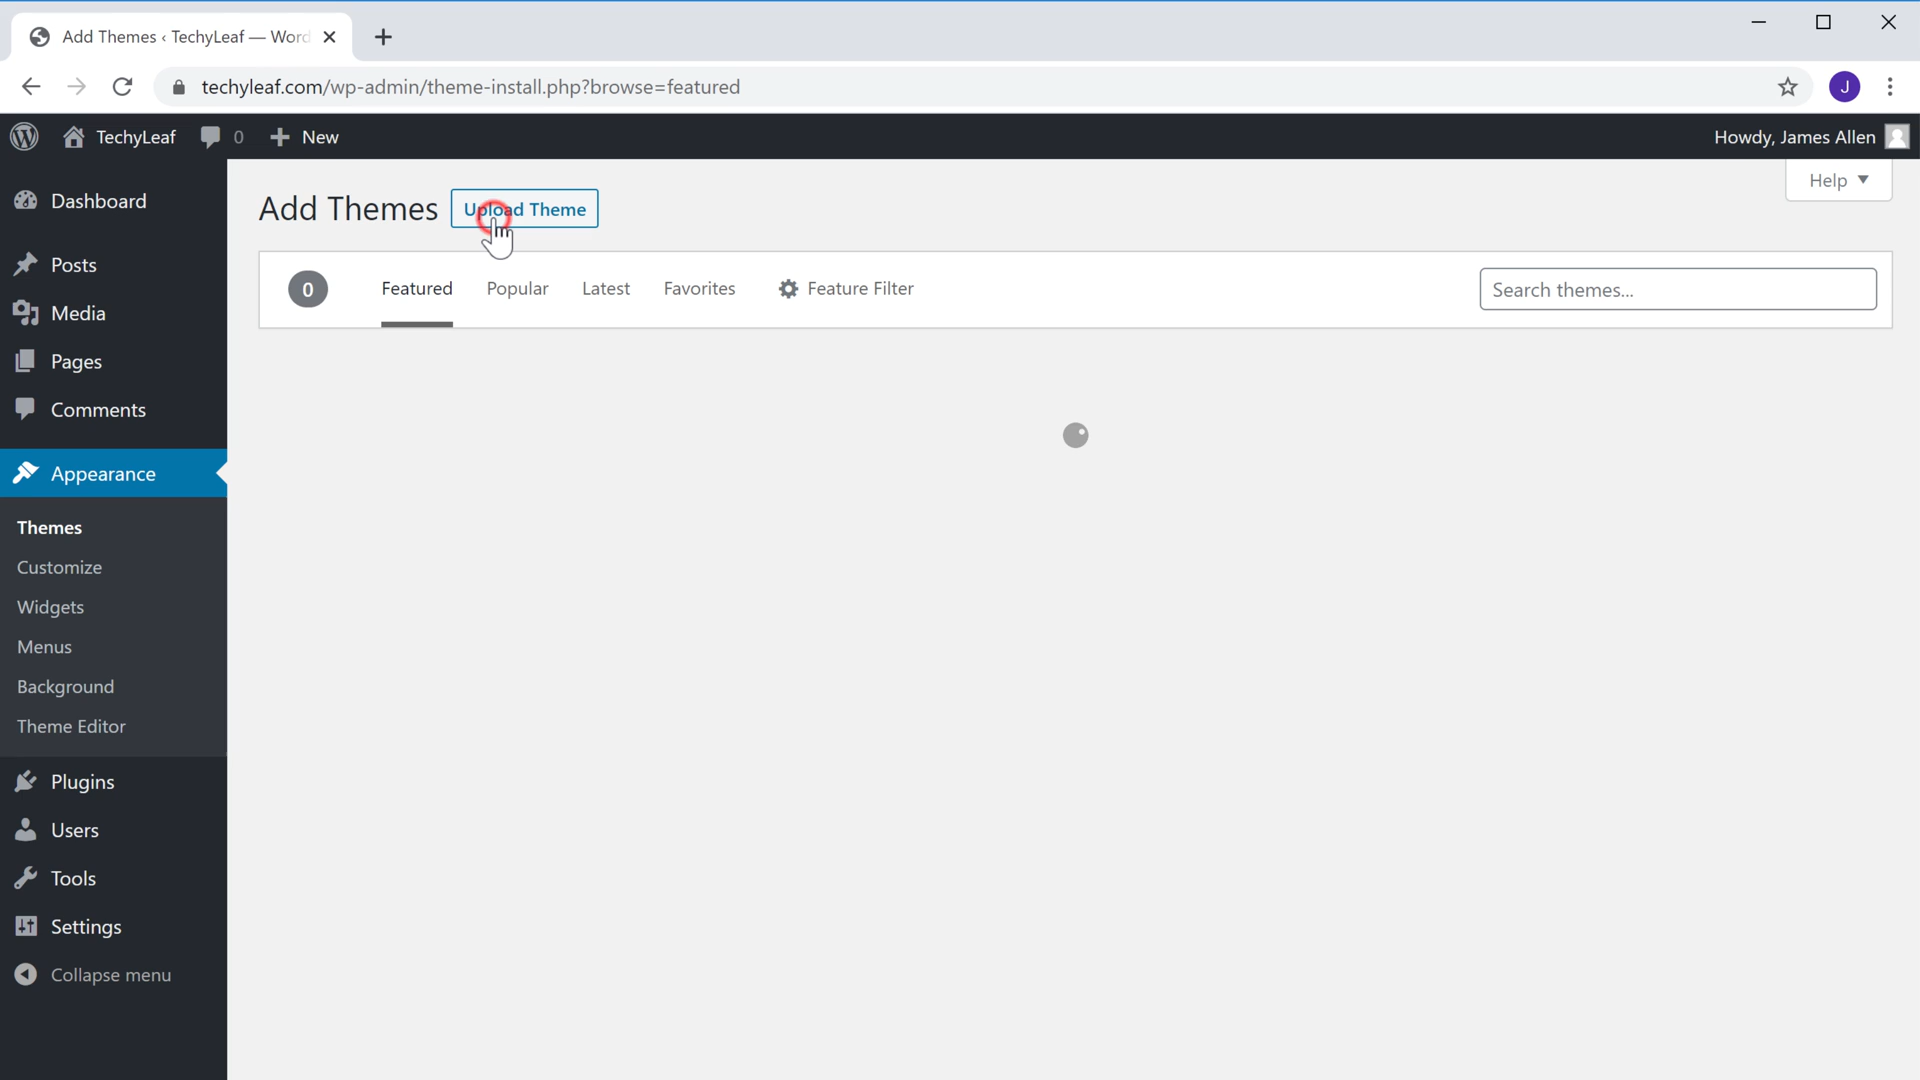 Add Themes ‹ TechyLeaf — Word
techyleaf.com/wp-admin/theme-install.php?browse=featured
J
TechyLeaf 0 New
Howdy, James Allen
Dashboard
Posts
Media
Pages
Comments
Appearance
Themes
Customize
Widgets
Menus
Background
Theme Editor
Plugins
Users
Tools
Settings
Collapse menu
Help
Add Themes Upload Theme
0 Featured Popular Latest Favorites Feature Filter Search themes...